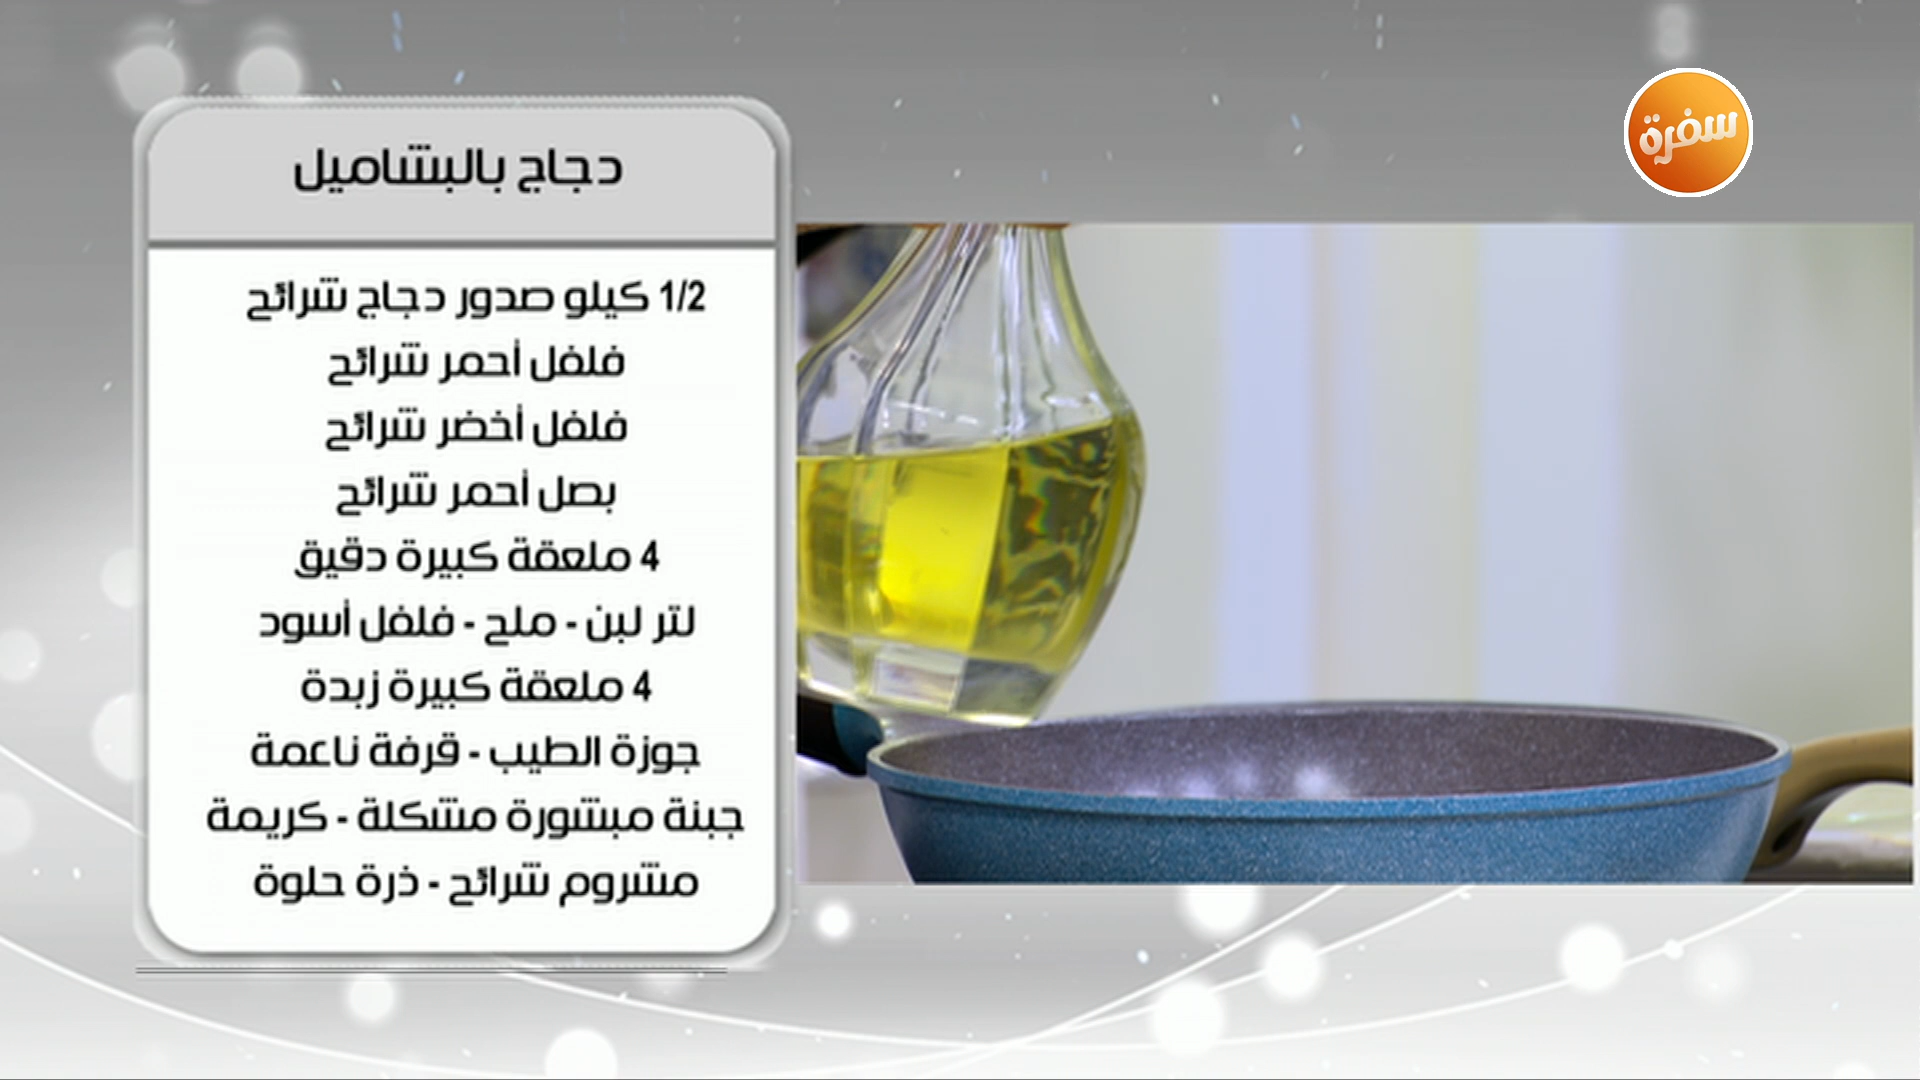 سفرة
دجاج بالبشاميل
1/2 كيلو صدور دجاج شرائح
فلفل أحمر شرائح
فلفل أخضر شرائح
بصل أحمر شرائح
4 ملعقة كبيرة دقيق
لتر لبن - ملح - فلفل أسود
4 ملعقة كبيرة زبدة
جوزة الطيب - قرفة ناعمة
جبنة مبشورة مشكلة - كريمة
مشروم شرائح - ذرة حلوة